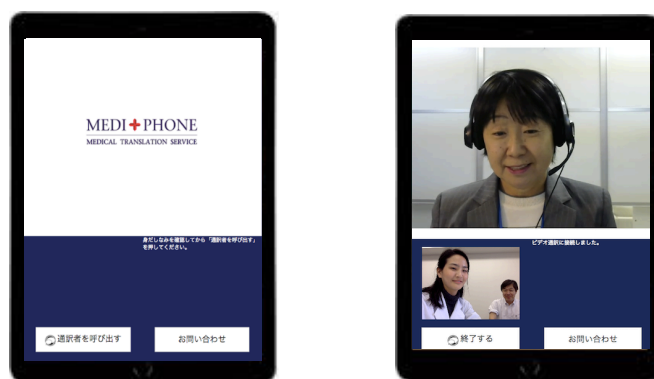 MEDI+PHONE
MEDICAL TRANSLATION SERVICE
身だしなみを確認してから「通訳者を呼び出す」
を押してください。
通訳者を呼び出す
お問い合わせ
ビデオ通訳に接続しました。
終了する
お問い合わせ